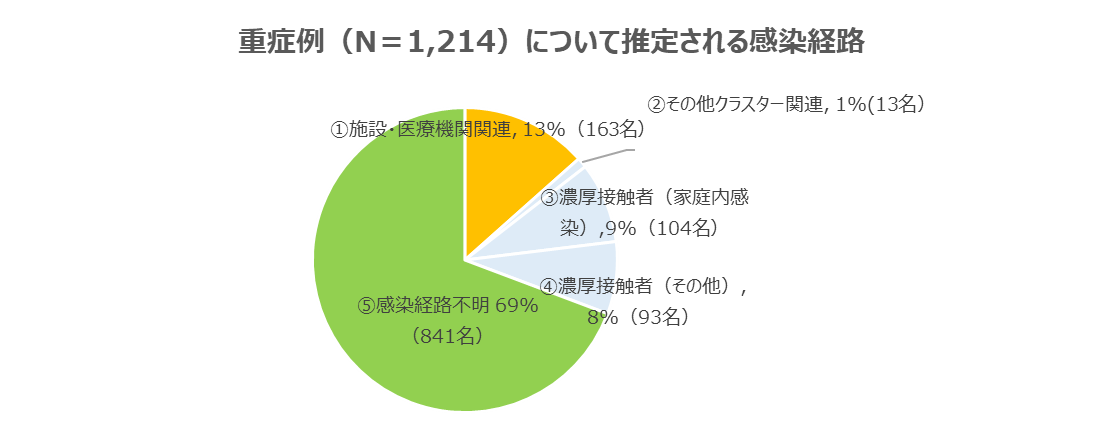 重症例（N＝1,214）について推定される感染経路
②その他クラスター関連, 1%(13名）
①施設・医療機関関連, 13%（163名）
③濃厚接触者（家庭内感
染）,9%（104名）
④濃厚接触者（その他）,
8%（93名）
⑤感染経路不明 69%
（841名）